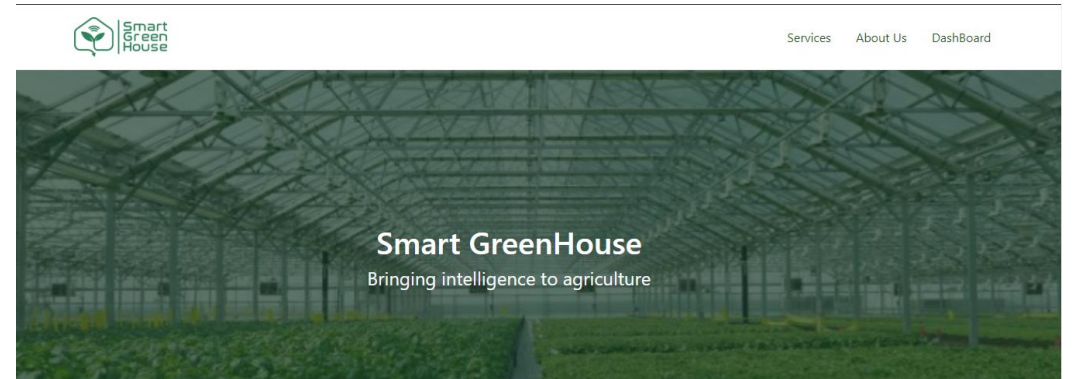 Smart
Green
House
Services About Us DashBoard
Smart GreenHouse
Bringing intelligence to agriculture